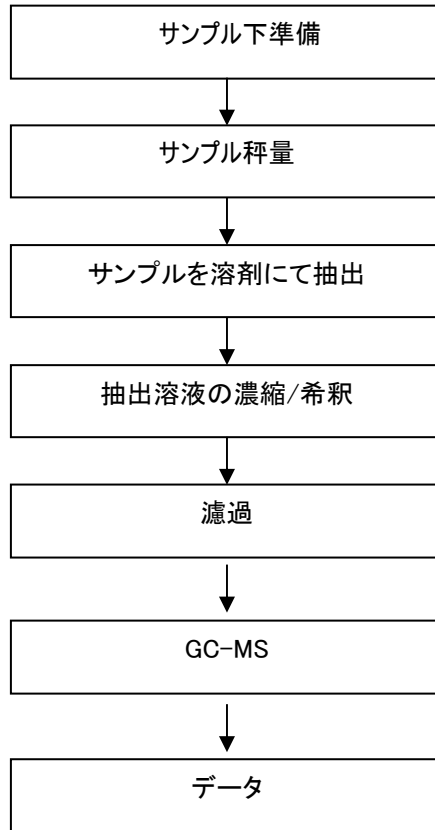 サンプル下準備
サンプル秤量
サンプルを溶剤にて抽出
抽出溶液の濃縮/希釈
濾過
GC-MS
データ